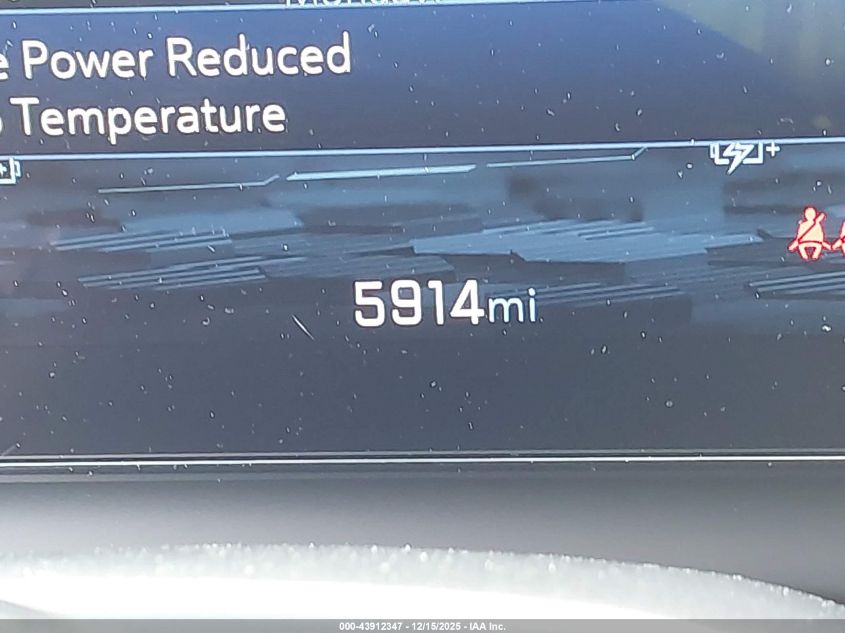 Power Reduced
Temperature
5914mi
000-43912347 - 12/15/2025 - IAA Inc.